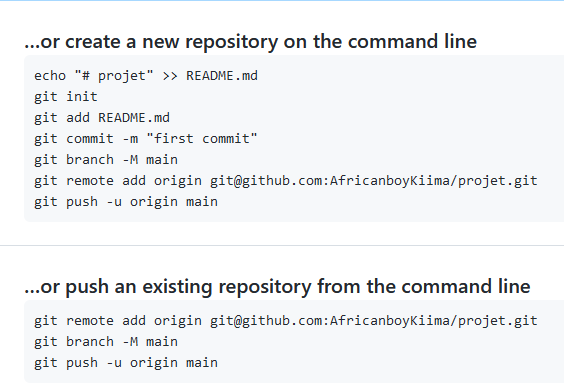 ...or create a new repository on the command line
echo "# projet" >> README.md
git init
git add README.md
git commit -m "first commit"
git branch -M main
git remote add origin git@github.com:AfricanboyKiima/projet.git
git push -u origin main
...or push an existing repository from the command line
git remote add origin git@github.com:AfricanboyKiima/projet.git
git branch -M main
git push -u origin main